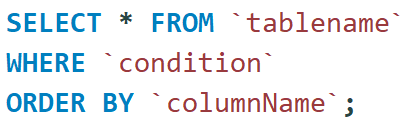 SELECT * FROM `tablename`
WHERE `condition`
ORDER BY `columnName`;